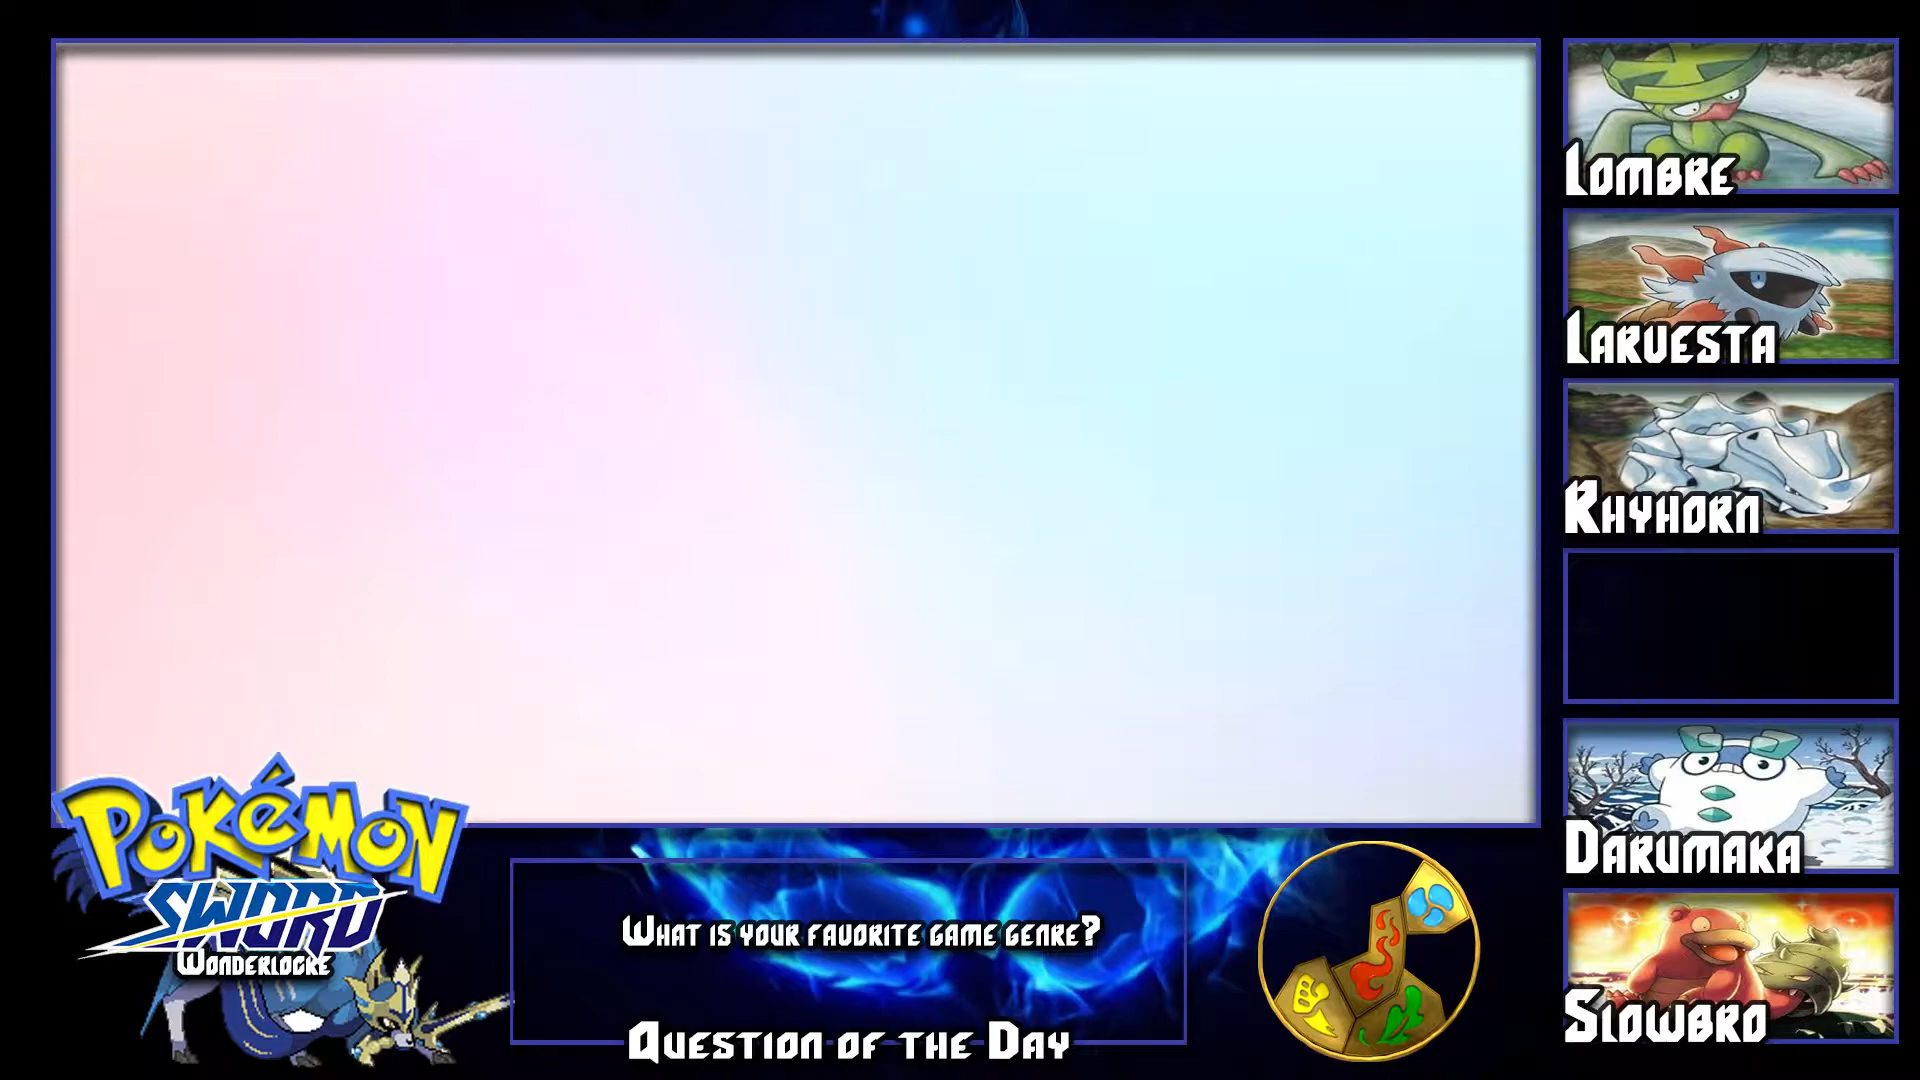 Lombre
Larvesta
Rhyhorn
Darumaka
Slowbro
Pokémon
Sword
Wonderlocke
What is your favorite game genre?
Question of the Day